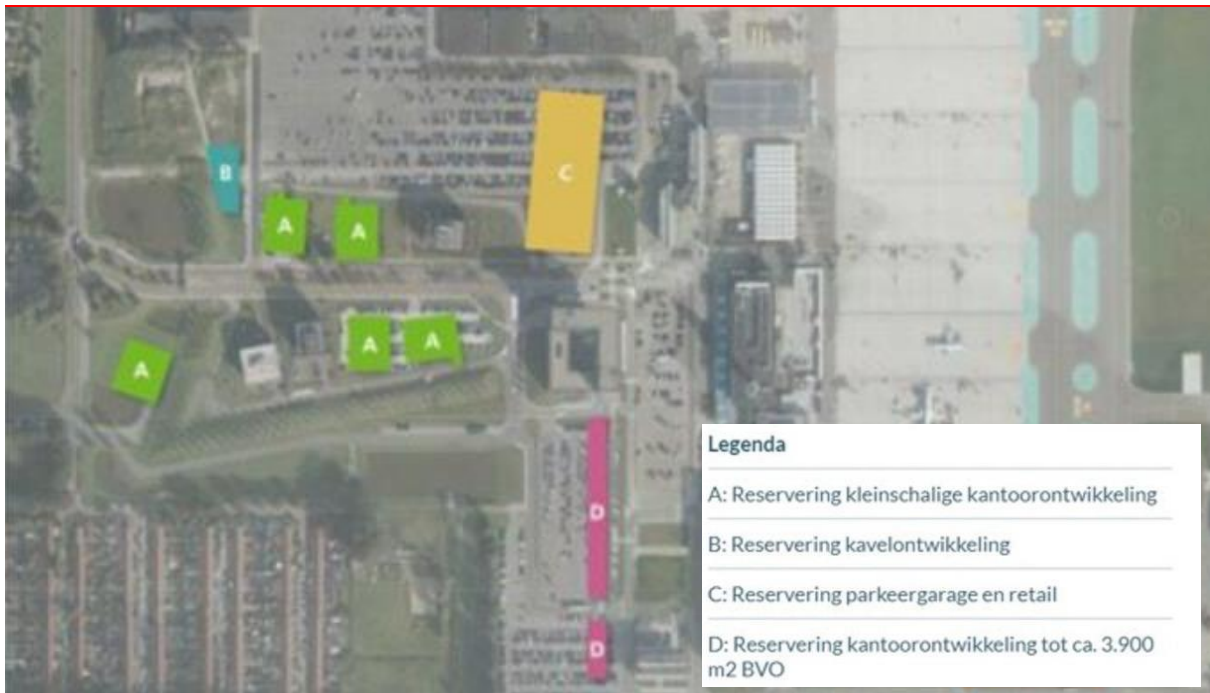 B
C
A
A
A
A
A
D
D
Legenda
A: Reservering kleinschalige kantoorontwikkeling
B: Reservering kavelontwikkeling
C: Reservering parkeergarage en retail
D: Reservering kantoorontwikkeling tot ca. 3.900
m2 BVO